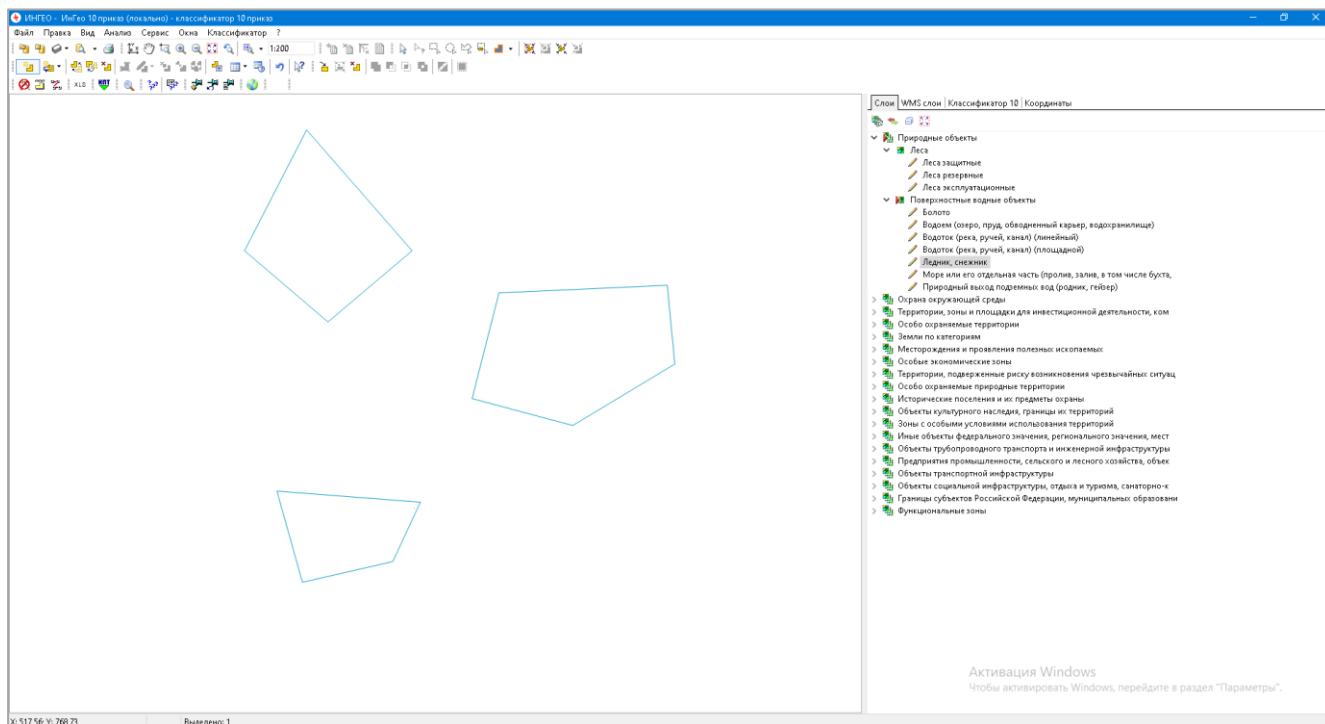 ИНГЕО - ИнГео 10 приказ (локально) - классификатор 10 приказ
Файл Правка Вид Анализ Сервис Окна Классификатор ?
1:200
XLS
Слои WMS слои Классификатор 10 Координаты
Природные объекты
Леса
Леса защитные
Леса резервные
Леса эксплуатационные
Поверхностные водные объекты
Болото
Водоем (озеро, пруд, обводненный карьер, водохранилище)
Водоток (река, ручей, канал) (линейный)
Водоток (река, ручей, канал) (площадной)
Ледник, снежник
Море или его отдельная часть (пролив, залив, в том числе бухта,
Природный выход подземных вод (родник, гейзер)
Охрана окружающей среды
Территории, зоны и площадки для инвестиционной деятельности, ком
Особо охраняемые территории
Земли по категориям
Месторождения и проявления полезных ископаемых
Особые экономические зоны
Территории, подверженные риску возникновения чрезвычайных ситуац
Особо охраняемые природные территории
Исторические поселения и их предметы охраны
Объекты культурного наследия, границы их территорий
Зоны с особыми условиями использования территорий
Иные объекты федерального значения, регионального значения, мест
Объекты трубопроводного транспорта и инженерной инфраструктуры
Предприятия промышленности, сельского и лесного хозяйства, объек
Объекты транспортной инфраструктуры
Объекты социальной инфраструктуры, отдыха и туризма, санаторно-к
Границы субъектов Российской Федерации, муниципальных образовани
Функциональные зоны
Активация Windows
Чтобы активировать Windows, перейдите в раздел "Параметры".
X: 517.56; Y: 768.73 Выделено: 1